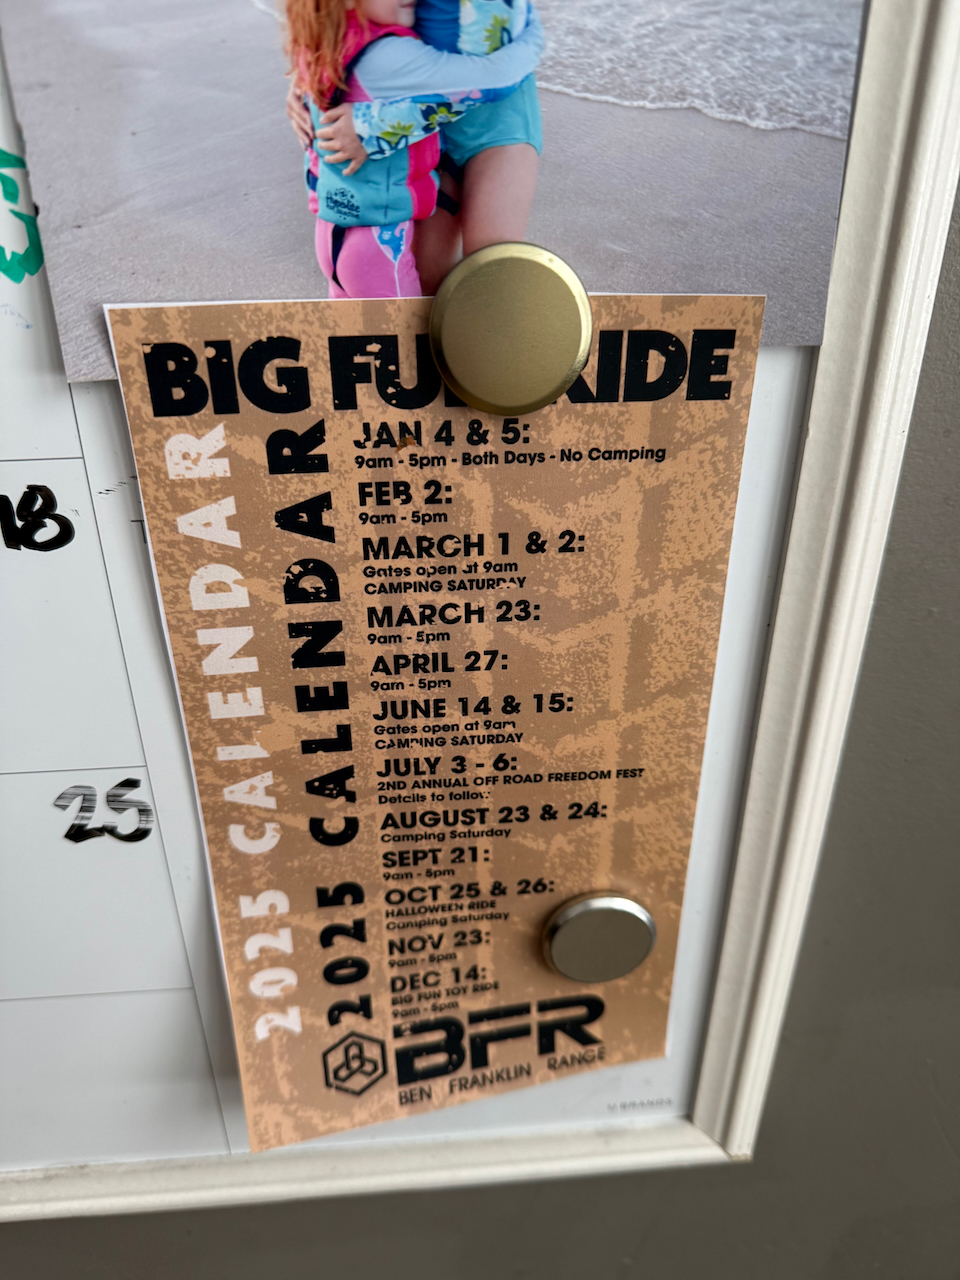 18
25
BIG FU RIDE
2025 CALENDAR
2025 CALENDAR
JAN 4 & 5:
9am - 5pm - Both Days - No Camping
FEB 2:
9am - 5pm
MARCH 1 & 2:
Gates open at 9am
CAMPING SATURDAY
MARCH 23:
9am - 5pm
APRIL 27:
9am - 5pm
JUNE 14 & 15:
Gates open at 9am
CAMPING SATURDAY
JULY 3 - 6:
2ND ANNUAL OFF ROAD FREEDOM FEST
Details to follow:
AUGUST 23 & 24:
Camping Saturday
SEPT 21:
9am - 5pm
OCT 25 & 26:
HALLOWEEN RIDE
Camping Saturday
NOV 23:
9am - 5pm
DEC 14:
BIG FUN TOY RIDE
9am - 5pm
BFR
BEN FRANKLIN RANGE
U BRANDS